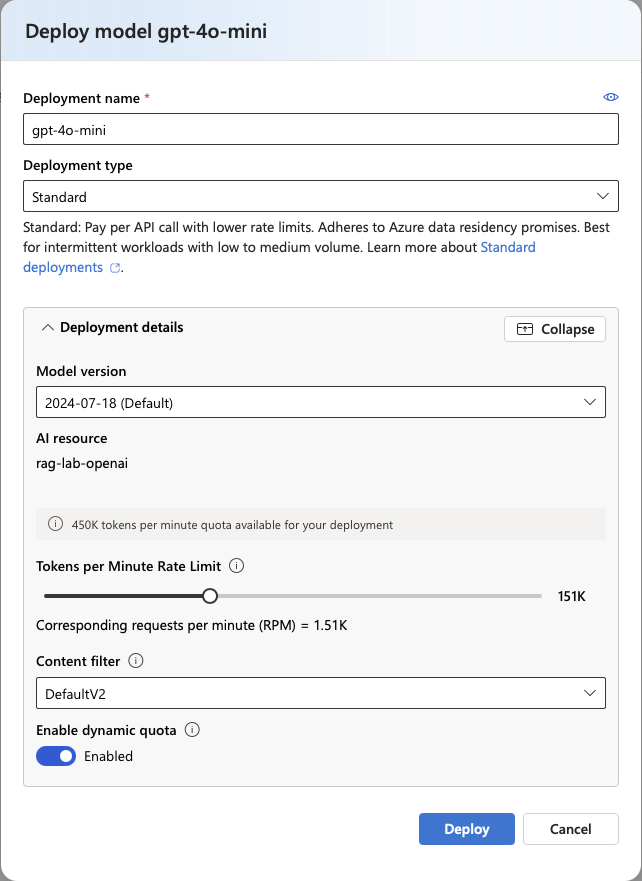 Deploy model gpt-4o-mini
Deployment name *
gpt-4o-mini
Deployment type
Standard
Standard: Pay per API call with lower rate limits. Adheres to Azure data residency promises. Best
for intermittent workloads with low to medium volume. Learn more about Standard
deployments.
Deployment details
Collapse
Model version
2024-07-18 (Default)
AI resource
rag-lab-openai
450K tokens per minute quota available for your deployment
Tokens per Minute Rate Limit
151K
Corresponding requests per minute (RPM) = 1.51K
Content filter
DefaultV2
Enable dynamic quota
Enabled
Deploy
Cancel